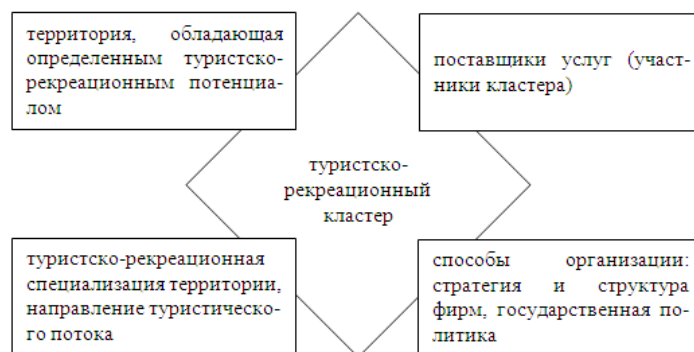 территория, обладающая
определенным туристско-
рекреационным потенциа-
лом
поставщики услуг (участ-
ники кластера)
туристско-
рекреационный
кластер
туристско-рекреационная
специализация территории,
направление туристическо-
го потока
способы организации:
стратегия и структура
фирм, государственная по-
литика